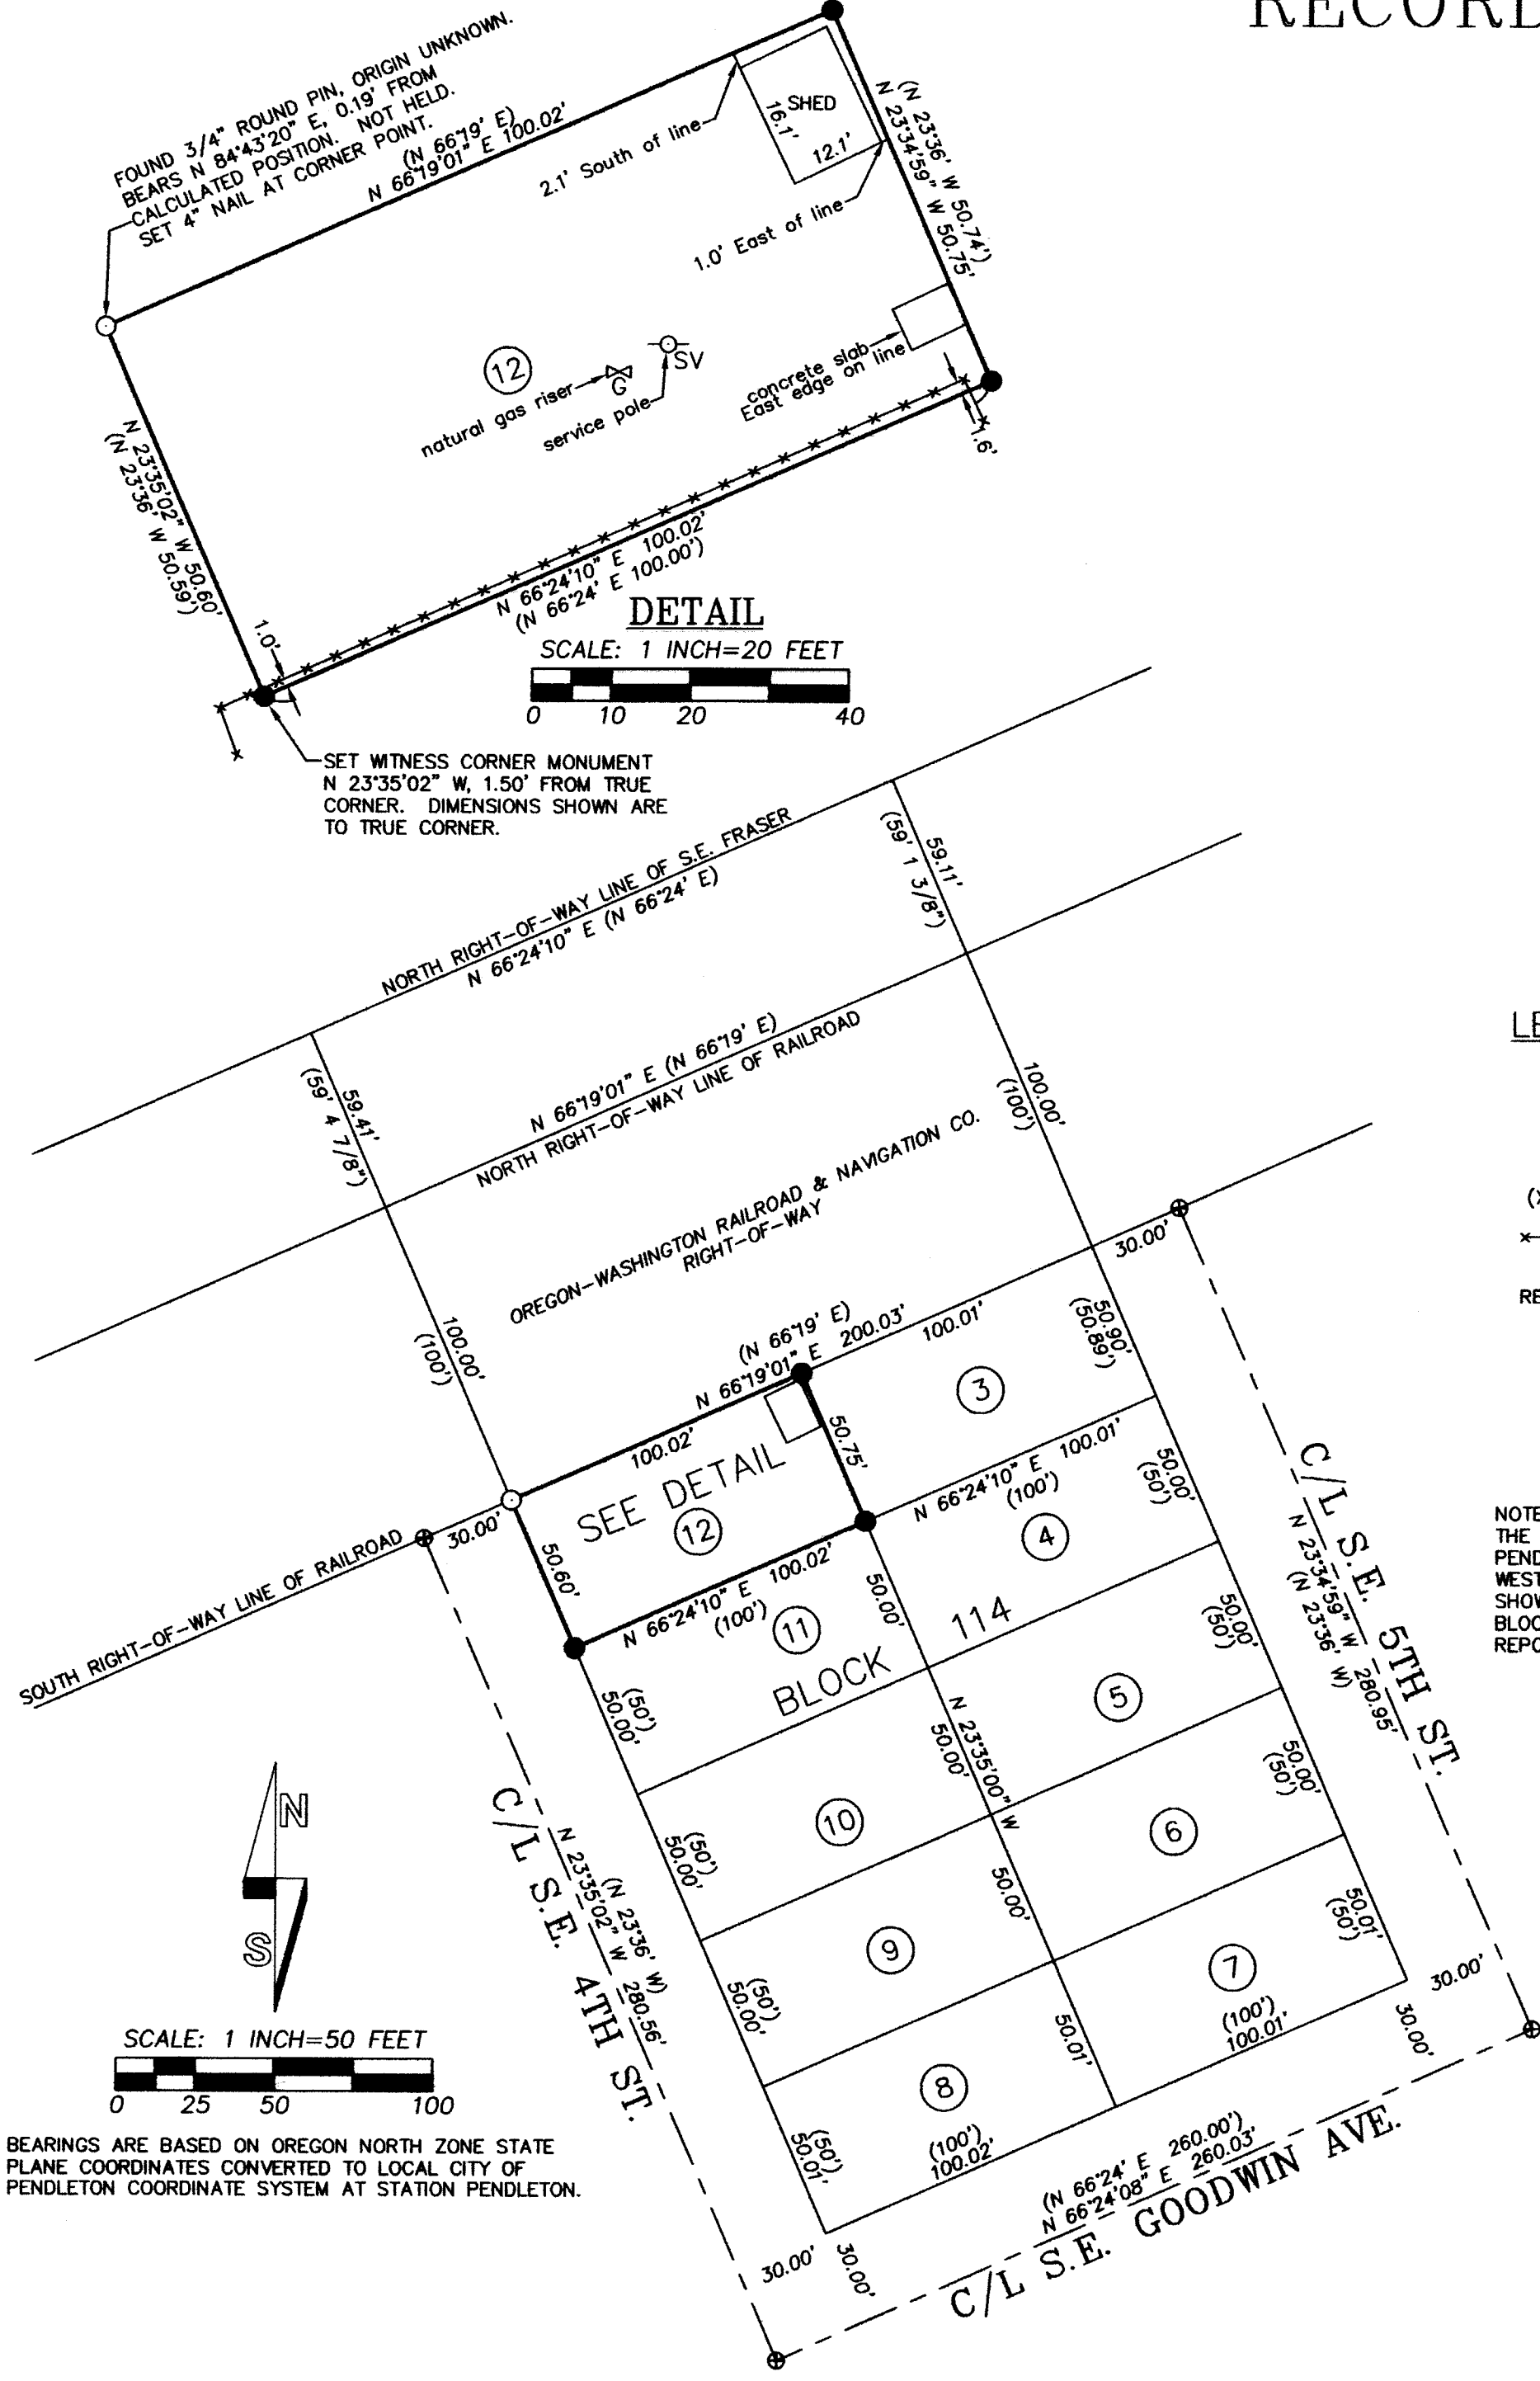 RECORD
FOUND 3/4" ROUND PIN, ORIGIN UNKNOWN.
BEARS N 84°43'20" E, 0.19' FROM
CALCULATED POSITION. NOT HELD.
SET 4" NAIL AT CORNER POINT.
(N 66°19' E)
N 66°19'01" E 100.02'
2.1' South of line
SHED
16.1'
12.1'
(N 23°36' W 50.74')
N 23°34'59" W 50.75'
1.0' East of line
12
natural gas riser
G
SV
service pole
concrete slab
East edge on line
1.6'
N 23°35'02" W 50.60'
(N 23°36' W 50.59')
1.0'
N 66°24'10" E 100.02'
(N 66°24' E 100.00')
DETAIL
SCALE: 1 INCH=20 FEET
0 10 20 40
SET WITNESS CORNER MONUMENT
N 23°35'02" W, 1.50' FROM TRUE
CORNER. DIMENSIONS SHOWN ARE
TO TRUE CORNER.
NORTH RIGHT-OF-WAY LINE OF S.E. FRASER
N 66°24'10" E (N 66°24' E)
59.11'
(59' 1 3/8")
59.41'
(59' 4 7/8")
N 66°19'01" E (N 66°19' E)
NORTH RIGHT-OF-WAY LINE OF RAILROAD
100.00'
(100')
OREGON-WASHINGTON RAILROAD & NAVIGATION CO.
RIGHT-OF-WAY
100.00'
(100')
30.00'
(N 66°19' E)
N 66°19'01" E 200.03'
100.01'
50.90'
(50.89')
3
100.02'
50.75'
SEE DETAIL
12
N 66°24'10" E 100.01'
(100')
SOUTH RIGHT-OF-WAY LINE OF RAILROAD
30.00'
50.60'
N 66°24'10" E 100.02'
(100')
4
50.00'
(50')
11
50.00'
BLOCK 114
(50')
50.00'
50.00'
(50')
5
C/L S.E. 5TH ST.
N 23°34'59" W 280.95'
(N 23°36' W)
10
N 23°35'00" W
50.00'
(50')
50.00'
50.00'
(50')
6
C/L S.E. 4TH ST.
(N 23°36' W)
N 23°35'02" W 280.56'
9
50.00'
(50')
50.00'
50.01'
(50')
7
(100')
100.01'
30.00'
30.00'
50.01'
8
(50')
50.01'
(100')
100.02'
30.00'
30.00'
(N 66°24' E 260.00')
N 66°24'08" E 260.03'
C/L S.E. GOODWIN AVE.
N
S
SCALE: 1 INCH=50 FEET
0 25 50 100
BEARINGS ARE BASED ON OREGON NORTH ZONE STATE
PLANE COORDINATES CONVERTED TO LOCAL CITY OF
PENDLETON COORDINATE SYSTEM AT STATION PENDLETON.
LE
(X
RE
NOTE
THE
PEND
WEST
SHOW
BLOC
REPO